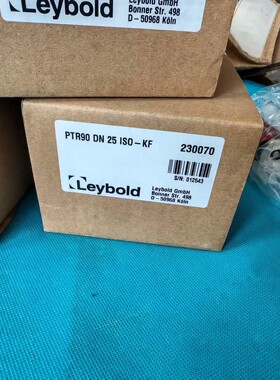 Leybold
Leybold GmbH
Bonner Str. 498
D - 50968 Köln
PTR90 DN 25 ISO-KF
230070
S/N: 012543
Leybold
Leybold GmbH
Bonner Str. 498
D - 50968 Köln